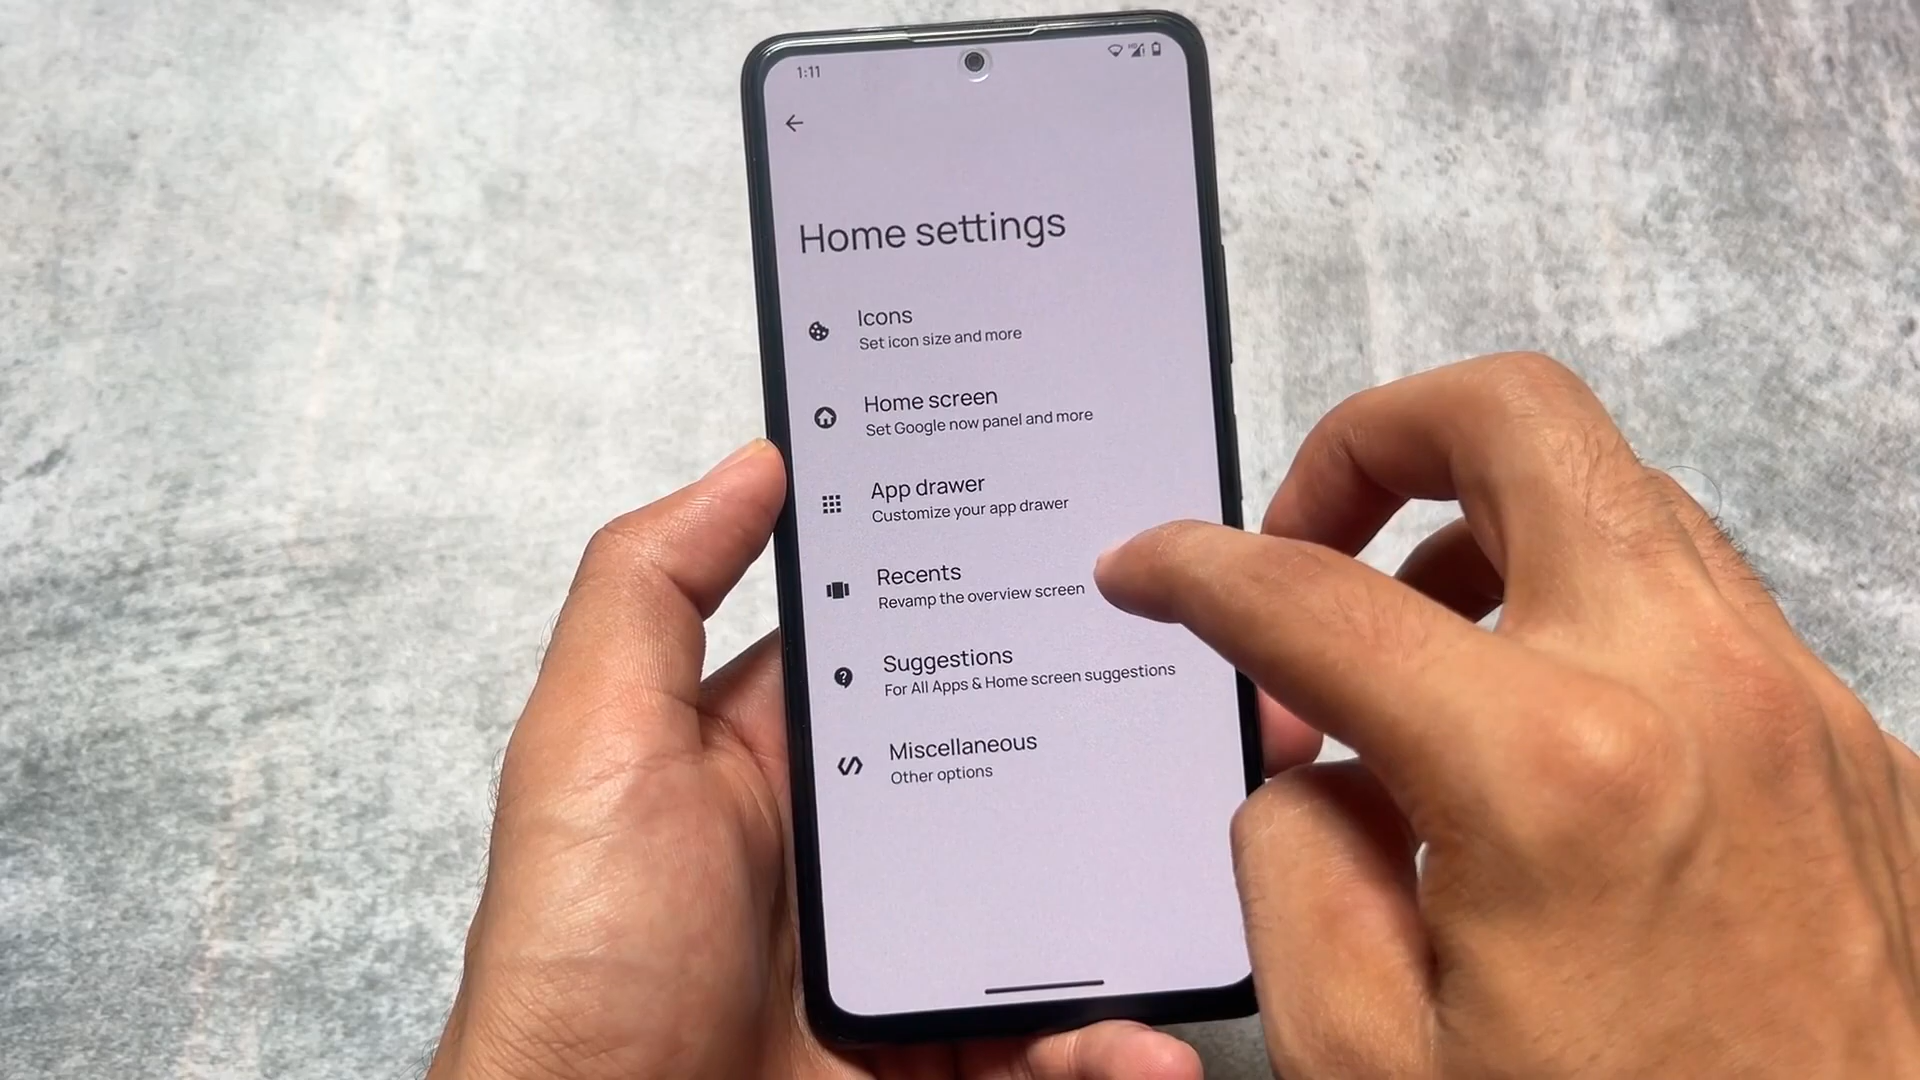 1:11
Home settings
Icons
Set icon size and more
Home screen
Set Google now panel and more
App drawer
Customize your app drawer
Recents
Revamp the overview screen
Suggestions
For All Apps & Home screen suggestions
Miscellaneous
Other options